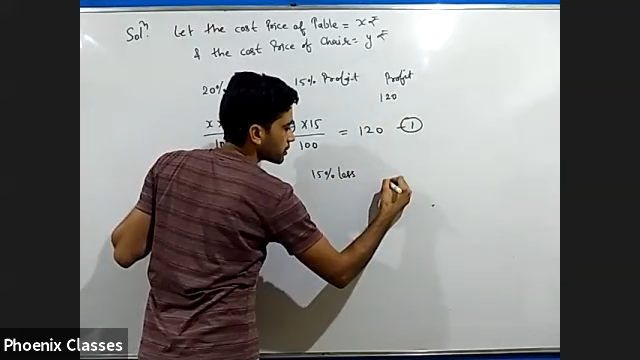 Solⁿ. Let the cost Price of Table = x ₹
& the cost Price of Chair = y ₹
20% 15% Profit Profit
120
x × 15 = 120 —①
100
15% loss
Phoenix Classes